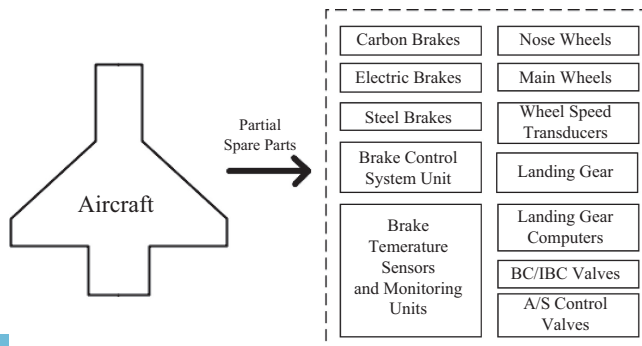 Aircraft
Partial
Spare Parts
Carbon Brakes
Electric Brakes
Steel Brakes
Brake Control
System Unit
Brake
Temerature
Sensors
and Monitoring
Units
Nose Wheels
Main Wheels
Wheel Speed
Transducers
Landing Gear
Landing Gear
Computers
BC/IBC Valves
A/S Control
Valves